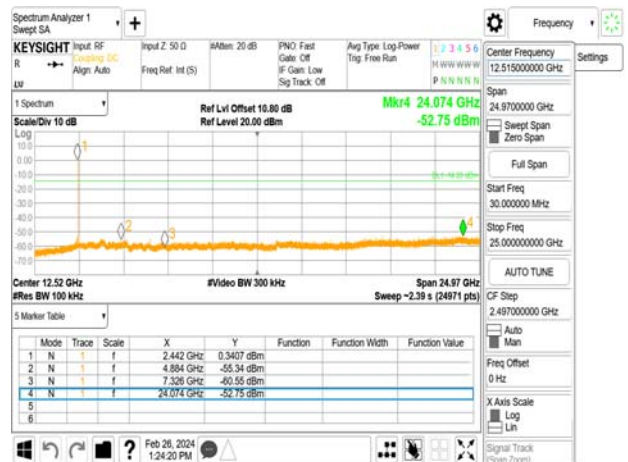 Spectrum Analyzer 1
Swept SA
Frequency
KEYSIGHT
Input: RF
Coupling: DC
Align: Auto
Input Z: 50 Ω
Freq Ref: Int (S)
#Atten: 20 dB
PNO: Fast
Gate: Off
IF Gain: Low
Sig Track: Off
Avg Type: Log-Power
Trig: Free Run
1 2 3 4 5 6
M W W W W W
P N N N N N
R
1 Spectrum
Scale/Div 10 dB
Ref Lvl Offset 10.80 dB
Ref Level 20.00 dBm
Mkr4 24.074 GHz
-52.75 dBm
Log
10.0
0.00
-10.0
-20.0
-30.0
-40.0
-50.0
-60.0
-70.0
1
2
3
4
Center 12.52 GHz
#Res BW 100 kHz
#Video BW 300 kHz
Span 24.97 GHz
Sweep ~2.39 s (24971 pts)
5 Marker Table
Mode Trace Scale X Y Function Function Width Function Value
1 N 1 f 2.442 GHz 0.3407 dBm
2 N 1 f 4.884 GHz -55.34 dBm
3 N 1 f 7.326 GHz -60.55 dBm
4 N 1 f 24.074 GHz -52.75 dBm
5
6
?
Feb 26, 2024
1:24:20 PM
Center Frequency
12.515000000 GHz
Settings
Span
24.9700000 GHz
Swept Span
Zero Span
Full Span
Start Freq
30.000000 MHz
Stop Freq
25.000000000 GHz
AUTO TUNE
CF Step
2.497000000 GHz
Auto
Man
Freq Offset
0 Hz
X Axis Scale
Log
Lin
Signal Track
(Span Zoom)